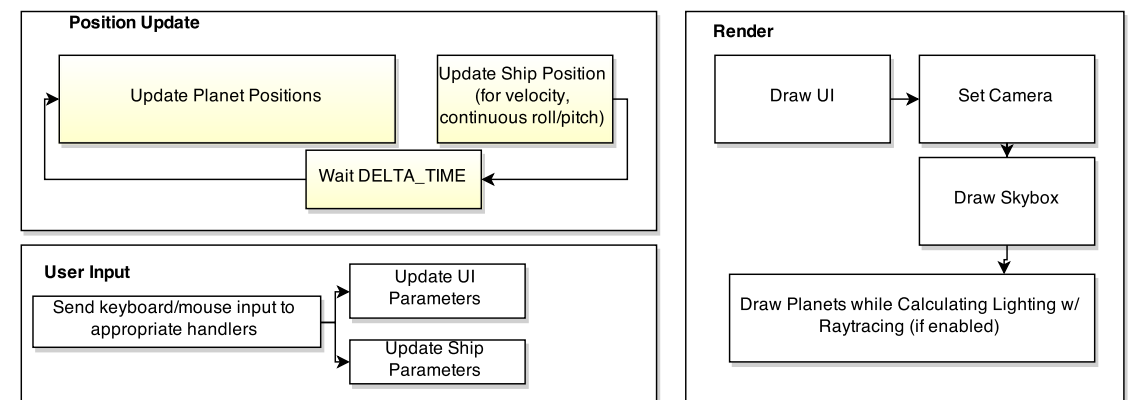 Position Update
Update Planet Positions
Update Ship Position
(for velocity,
continuous roll/pitch)
Wait DELTA_TIME
User Input
Send keyboard/mouse input to
appropriate handlers
Update UI
Parameters
Update Ship
Parameters
Render
Draw UI
Set Camera
Draw Skybox
Draw Planets while Calculating Lighting w/
Raytracing (if enabled)